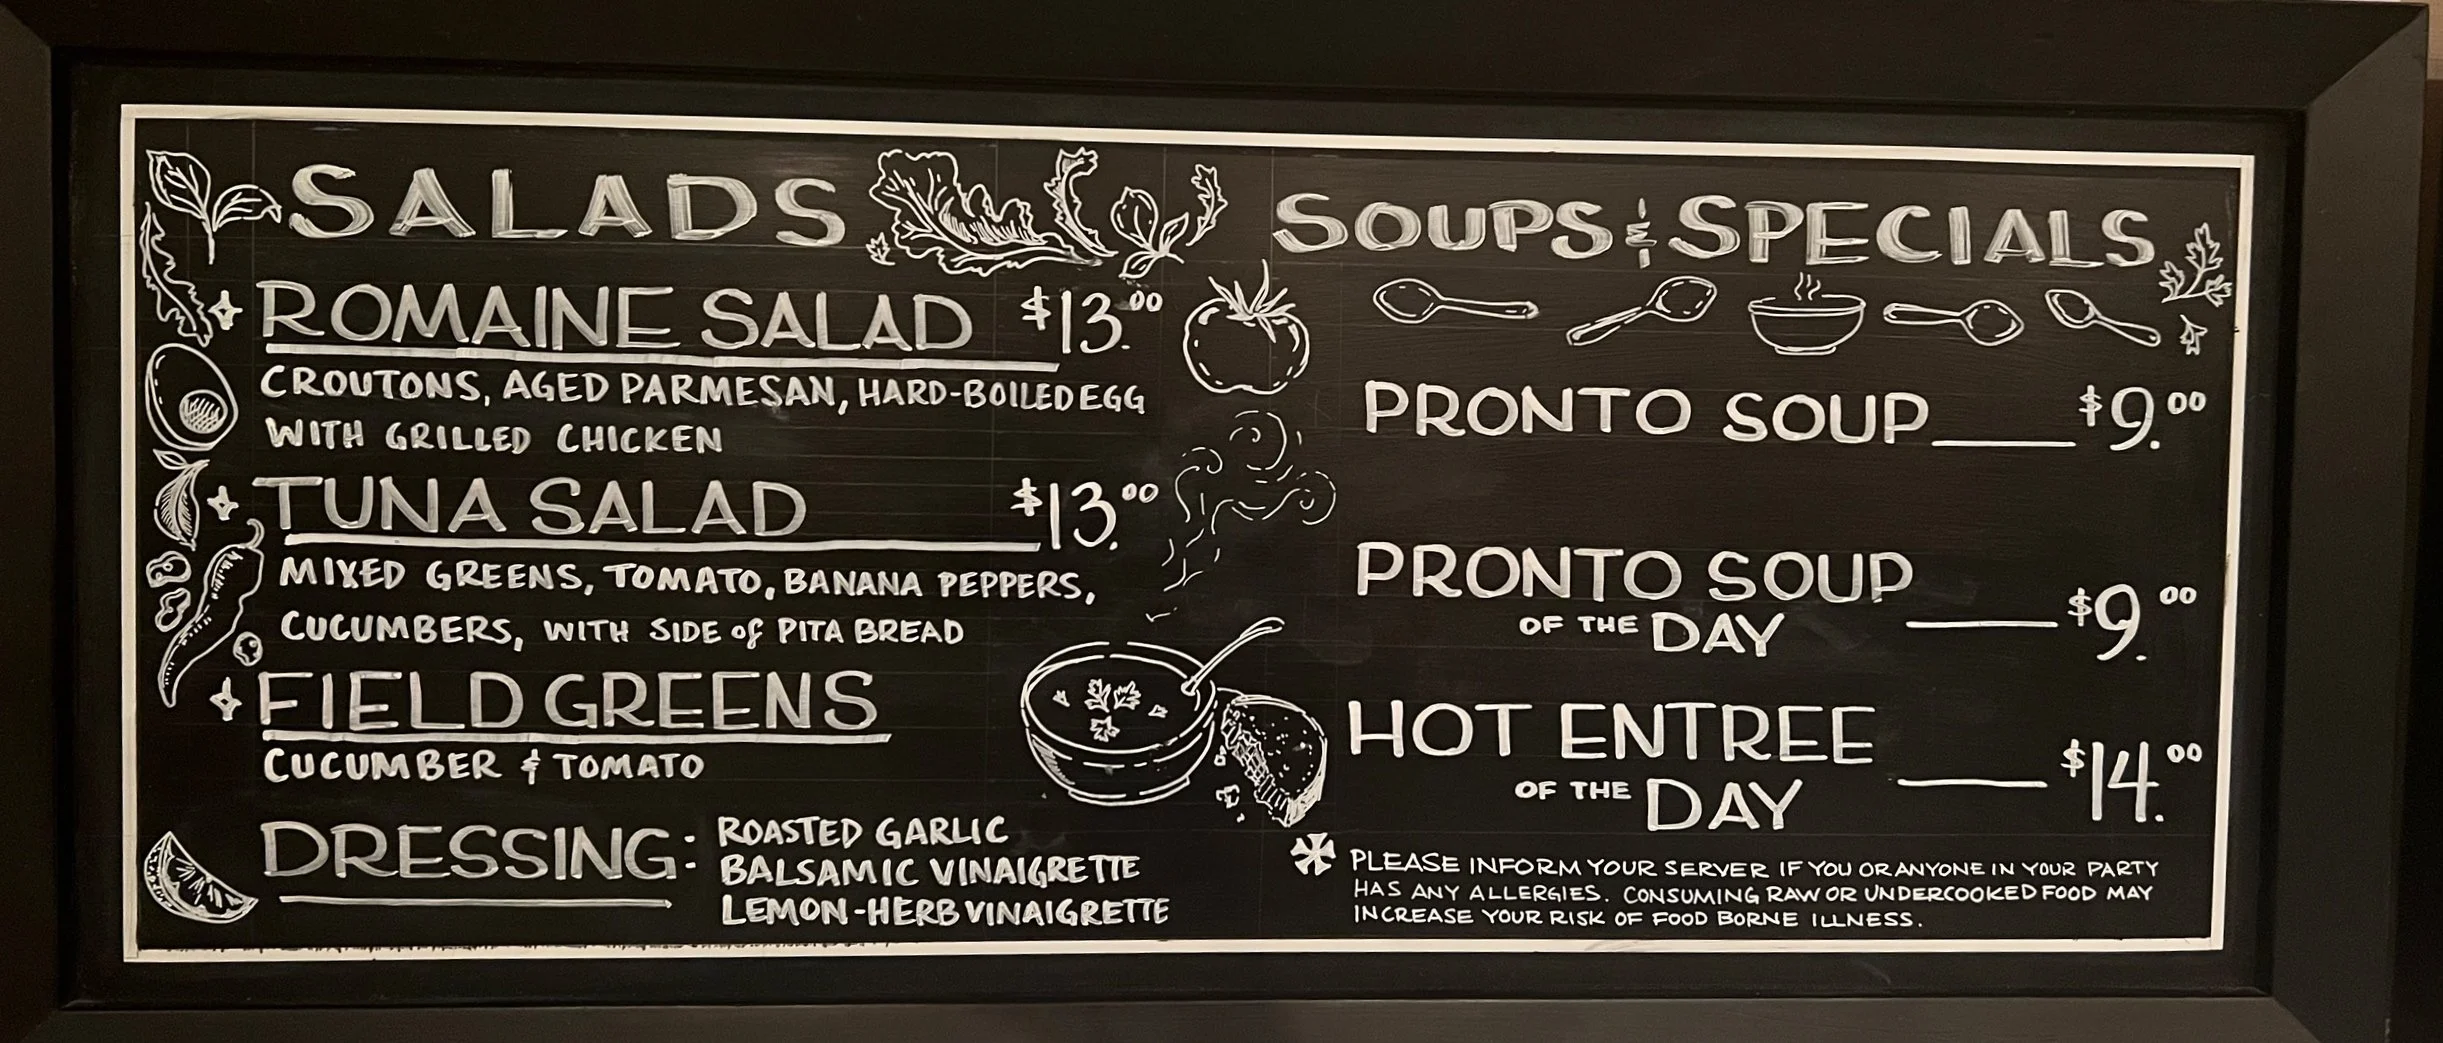 SALADS
ROMAINE SALAD $13.00
CROUTONS, AGED PARMESAN, HARD-BOILED EGG
WITH GRILLED CHICKEN
TUNA SALAD $13.00
MIXED GREENS, TOMATO, BANANA PEPPERS,
CUCUMBERS, WITH SIDE of PITA BREAD
FIELD GREENS
CUCUMBER & TOMATO
DRESSING: ROASTED GARLIC
BALSAMIC VINAIGRETTE
LEMON-HERB VINAIGRETTE
SOUPS & SPECIALS
PRONTO SOUP $9.00
PRONTO SOUP
OF THE DAY $9.00
HOT ENTREE
OF THE DAY $14.00
PLEASE INFORM YOUR SERVER IF YOU OR ANYONE IN YOUR PARTY
HAS ANY ALLERGIES. CONSUMING RAW OR UNDERCOOKED FOOD MAY
INCREASE YOUR RISK OF FOOD BORNE ILLNESS.